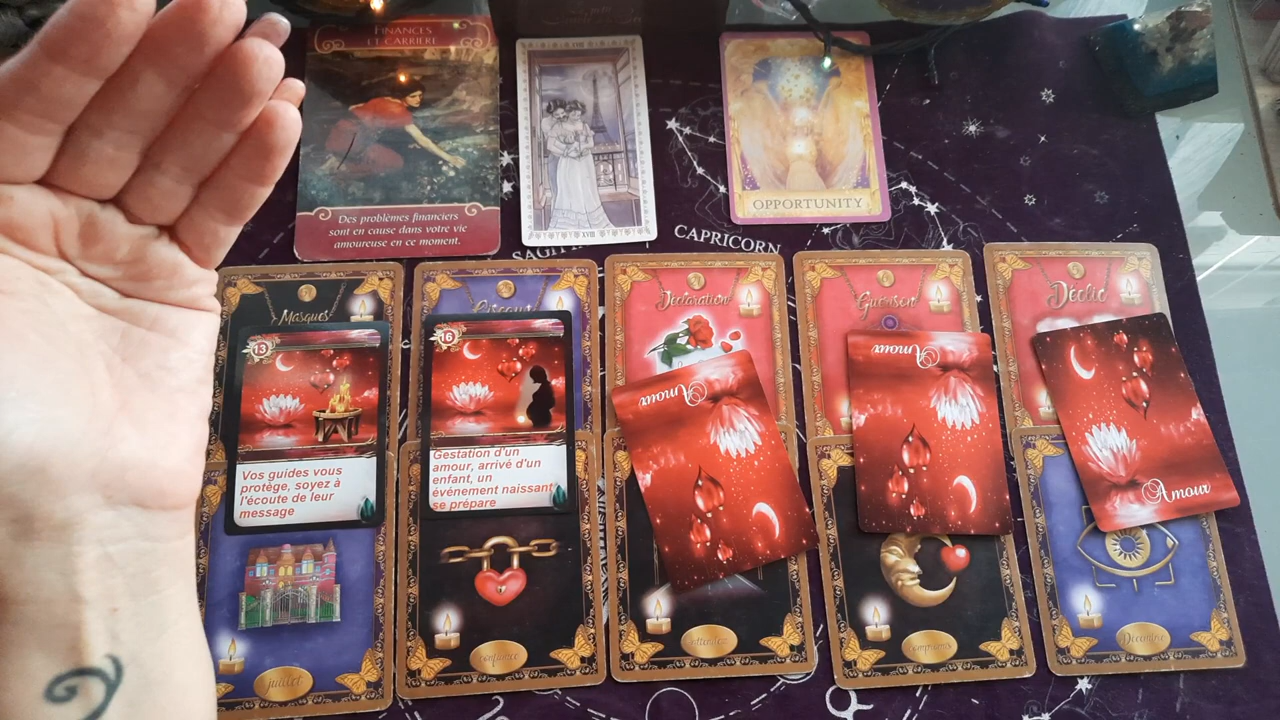 FINANCES
ET CARRIÈRE
Des problèmes financiers
sont en cause dans votre vie
amoureuse en ce moment.
OPPORTUNITY
CAPRICORN
Masques
Déclaration
Guérison
Déclic
13
Vos guides vous
protège, soyez à
l'écoute de leur
message
16
Gestation d'un
amour, arrivé d'un
enfant, un
événement naissant
se prépare
Amour
Amour
Amour
juillet
confiance
attendez
compromis
Décembre